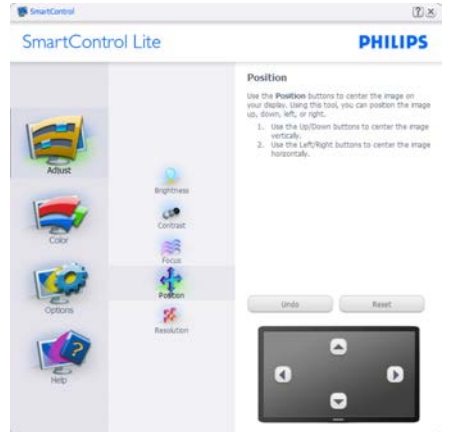 SmartControl
SmartControl Lite
PHILIPS
Adjust
Color
Options
Help
Brightness
Contrast
Focus
Position
Resolution
Position
Use the Position buttons to center the image on
your display. Using this tool, you can position the image
up, down, left, or right.
1. Use the Up/Down buttons to center the image
vertically.
2. Use the Left/Right buttons to center the image
horizontally.
Undo
Reset